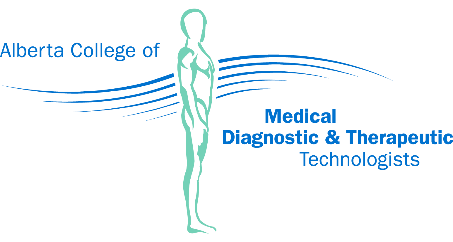 Alberta College of
Medical
Diagnostic & Therapeutic
Technologists